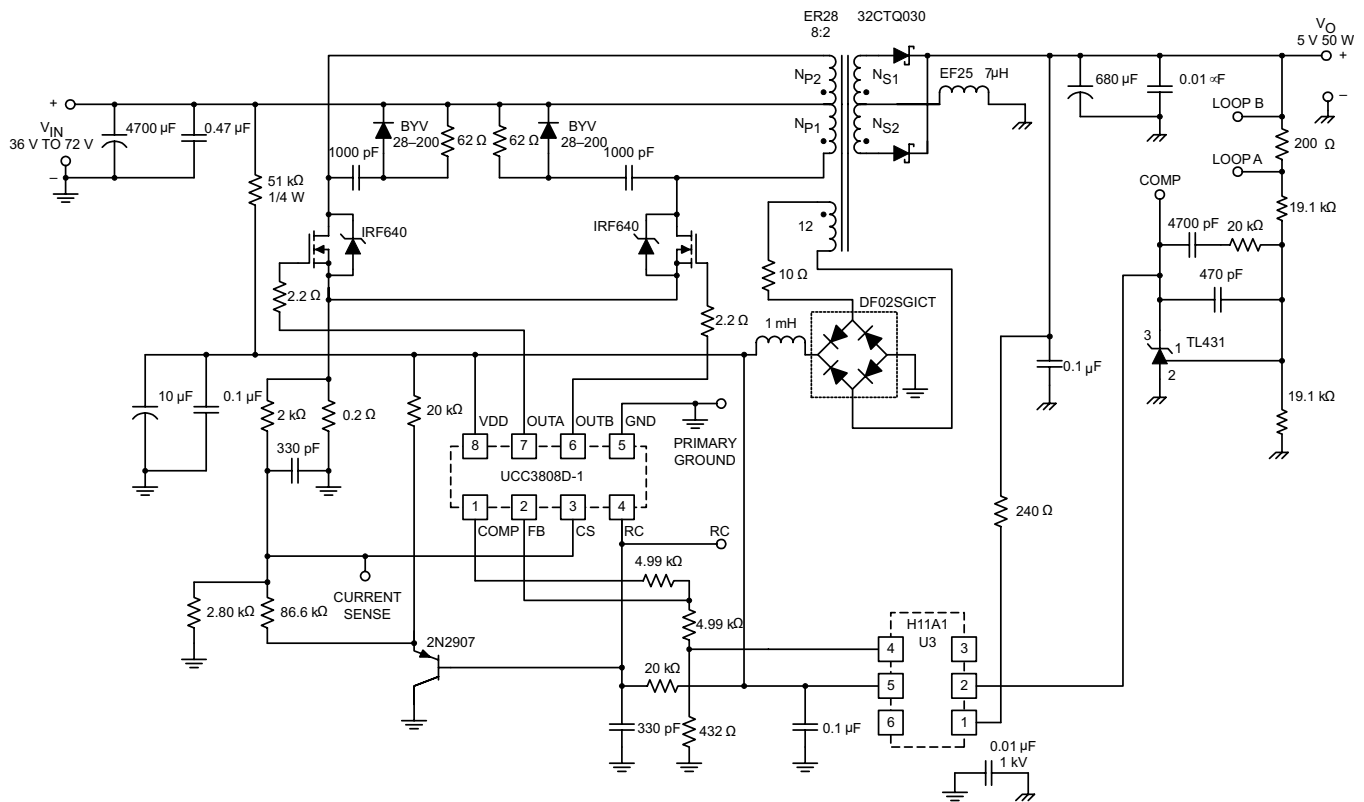 ER28 32CTQ030
8:2
VO
5 V 50 W
+
–
NP2
NS1
EF25 7µH
680 µF
0.01 ∝F
LOOP B
+
VIN
36 V TO 72 V
–
4700 µF
0.47 µF
BYV
28–200
62 Ω
62 Ω
BYV
28–200
NP1
NS2
200 Ω
1000 pF
1000 pF
LOOP A
51 kΩ
1/4 W
COMP
19.1 kΩ
IRF640
IRF640
12
4700 pF
20 kΩ
10 Ω
470 pF
2.2 Ω
2.2 Ω
DF02SGICT
1 mH
3
1
TL431
2
0.1 µF
10 µF
0.1 µF
2 kΩ
0.2 Ω
20 kΩ
19.1 kΩ
VDD
OUTA
OUTB
GND
330 pF
8
7
6
5
PRIMARY
GROUND
UCC3808D-1
1
2
3
4
240 Ω
COMP
FB
CS
RC
RC
4.99 kΩ
CURRENT
SENSE
2.80 kΩ
86.6 kΩ
4.99 kΩ
H11A1
U3
2N2907
4
3
20 kΩ
5
2
6
1
330 pF
432 Ω
0.1 µF
0.01 µF
1 kV